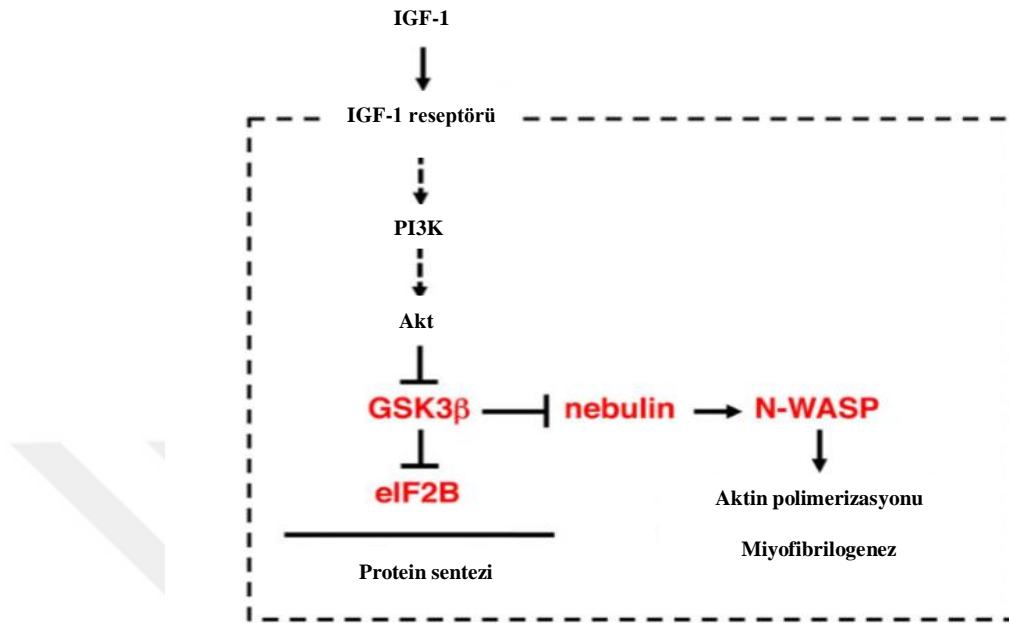 IGF-1
IGF-1 reseptörü
PI3K
Akt
GSK3β nebulin N-WASP
eIF2B
Aktin polimerizasyonu
Miyofibrilogenez
Protein sentezi